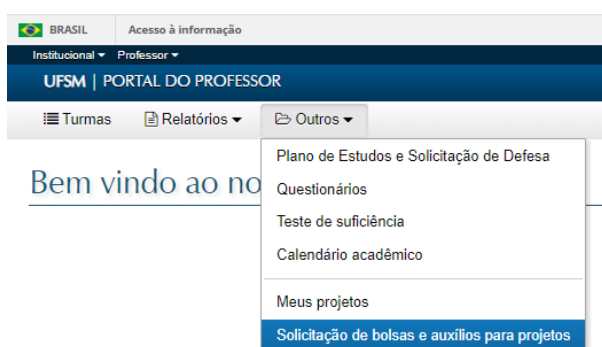 BRASIL Acesso à informação
Institucional Professor
UFSM | PORTAL DO PROFESSOR
Turmas Relatórios Outros
Plano de Estudos e Solicitação de Defesa
Bem vindo ao no
Questionários
Teste de suficiência
Calendário acadêmico
Meus projetos
Solicitação de bolsas e auxílios para projetos